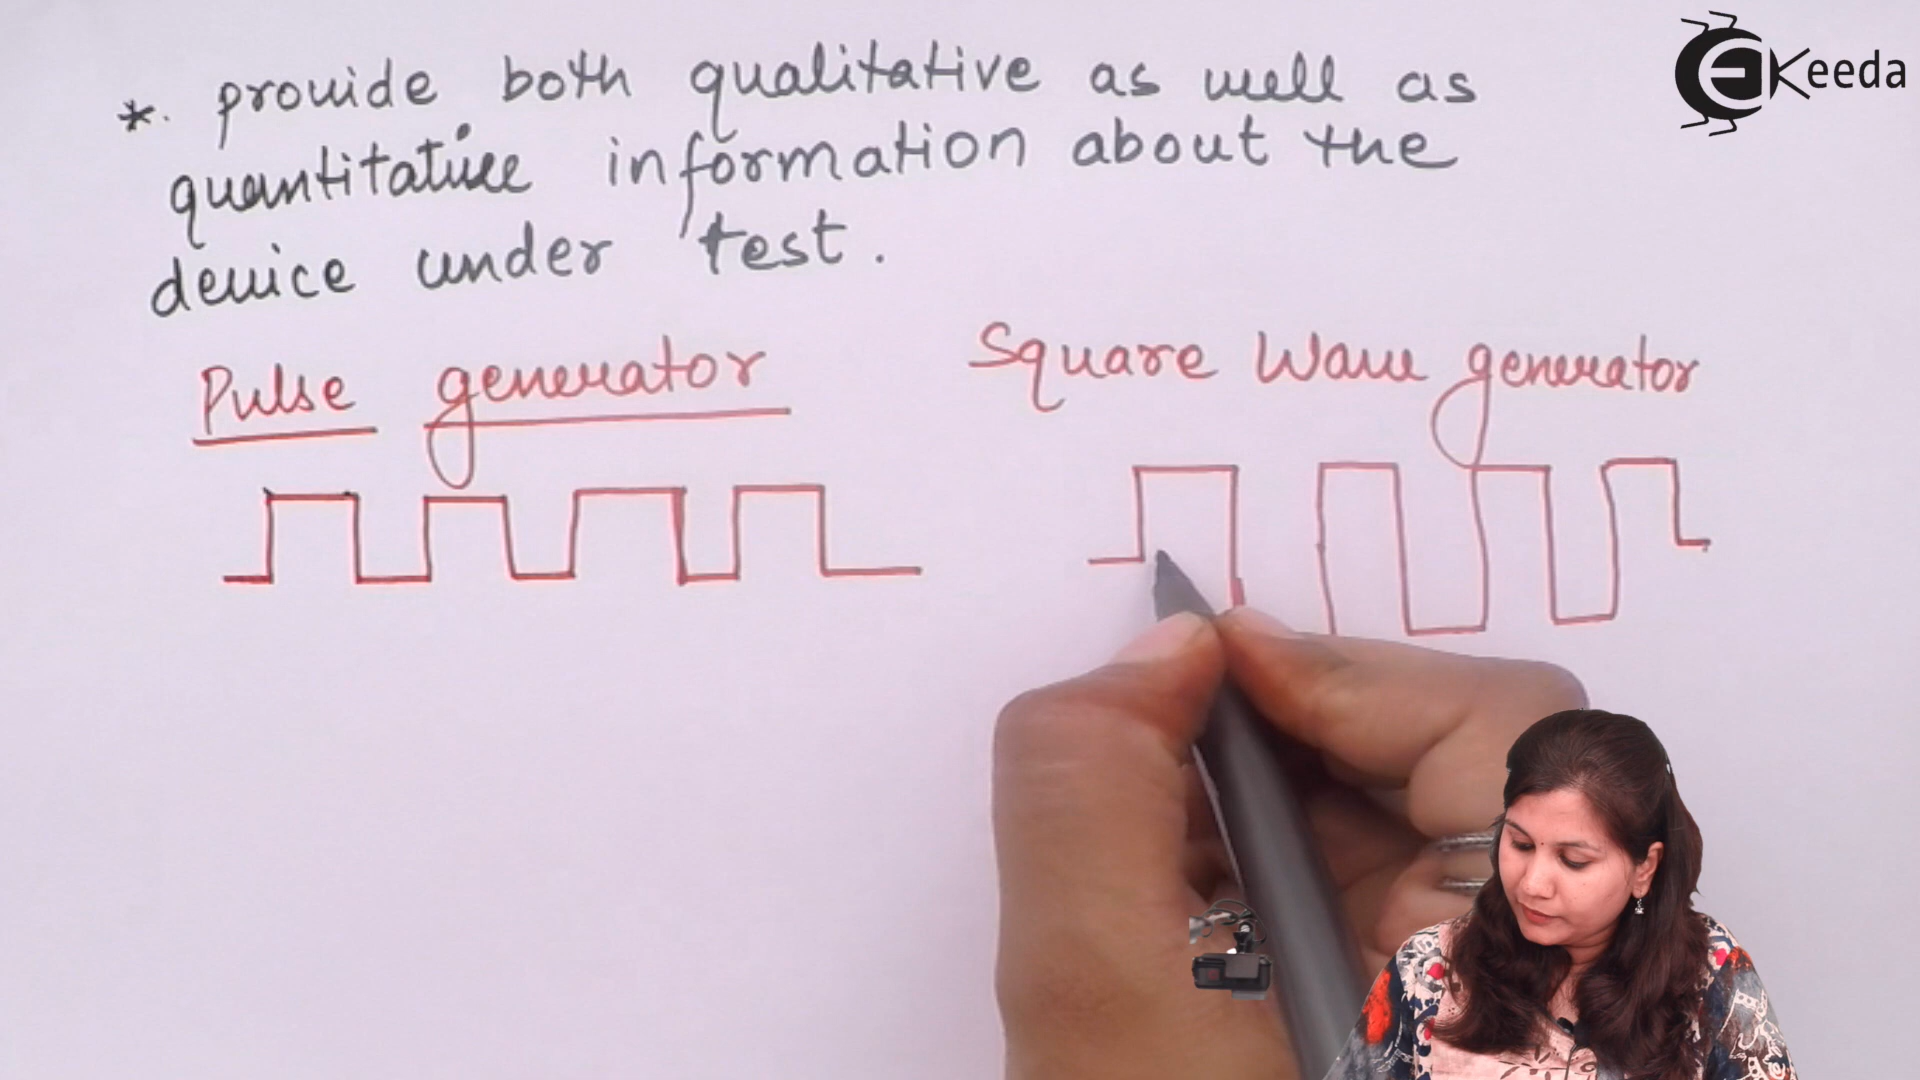 Keeda
*. provide both qualitative as well as
quantitative information about the
device under test.
Pulse generator
Square Wave generator